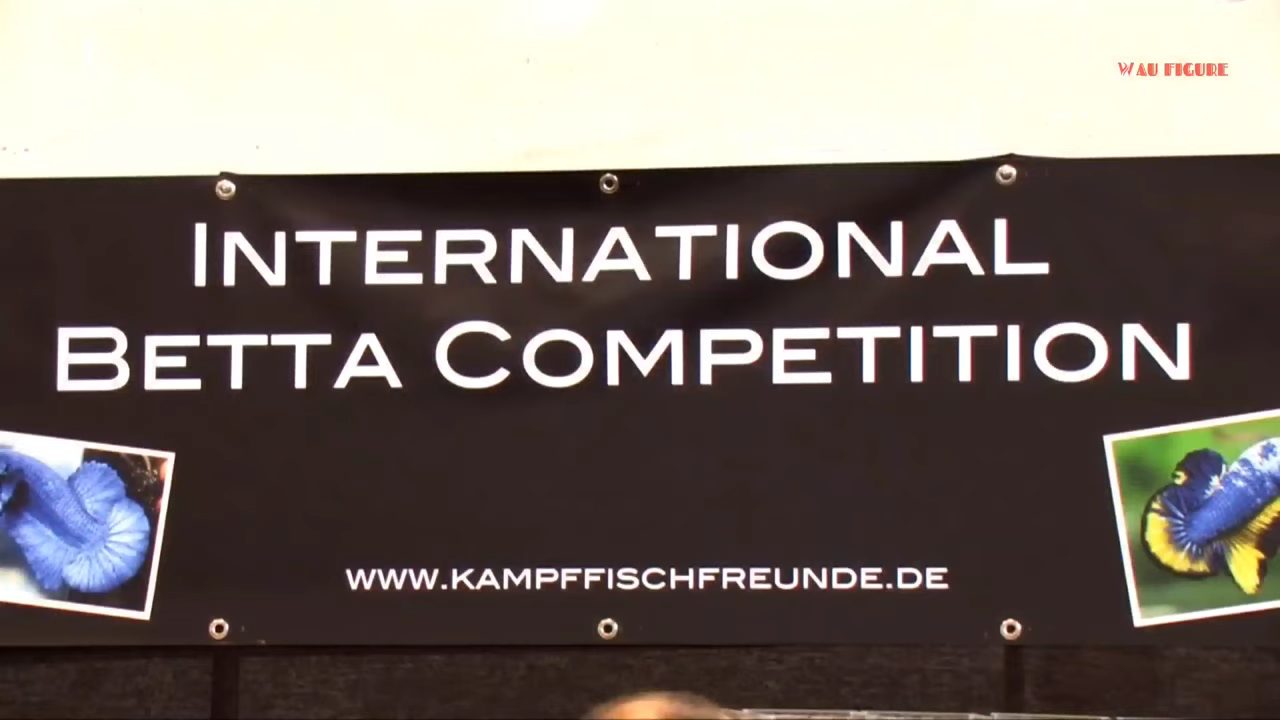 WAU FIGURE
INTERNATIONAL
BETTA COMPETITION
WWW.KAMPFFISCHFREUNDE.DE